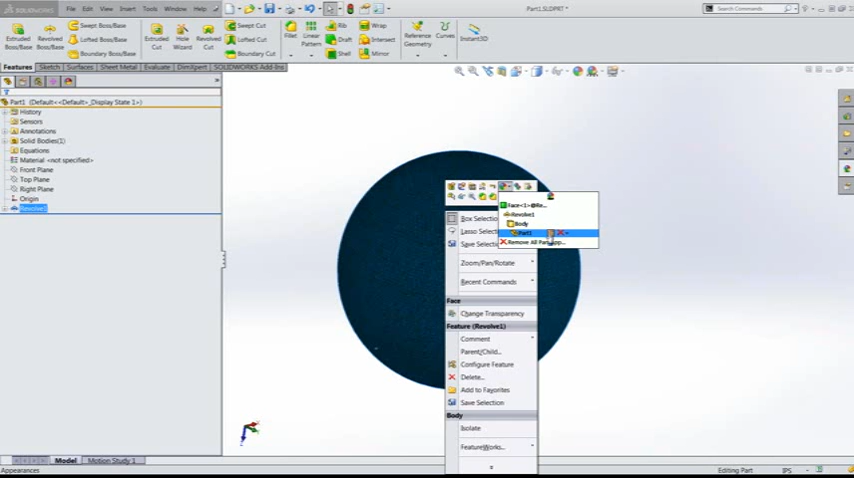 SOLIDWORKS File Edit View Insert Tools Window Help Part1.SLDPRT * Search Commands
Extruded Boss/Base
Revolved Boss/Base
Swept Boss/Base
Lofted Boss/Base
Boundary Boss/Base
Extruded Cut
Hole Wizard
Revolved Cut
Swept Cut
Lofted Cut
Boundary Cut
Fillet
Linear Pattern
Rib
Draft
Shell
Wrap
Intersect
Mirror
Reference Geometry
Curves
Instant3D
Features Sketch Surfaces Sheet Metal Evaluate DimXpert SOLIDWORKS Add-Ins
Part1 (Default<<Default>_Display State 1>)
History
Sensors
Annotations
Solid Bodies(1)
Equations
Material <not specified>
Front Plane
Top Plane
Right Plane
Origin
Revolve1
Face<1>@Re...
Revolve1
Body
Part1
Remove All Part App...
Box Selection
Lasso Selecti
Save Selecti
Zoom/Pan/Rotate
Recent Commands
Face
Change Transparency
Feature (Revolve1)
Comment
Parent/Child...
Configure Feature
Delete...
Add to Favorites
Save Selection
Body
Isolate
FeatureWorks...
Model Motion Study 1
Appearances Editing Part IPS